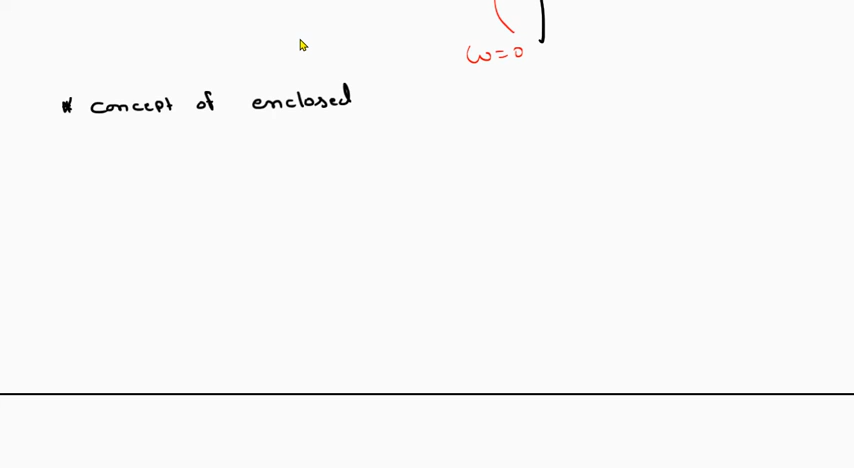 ω=0
* concept of enclosed